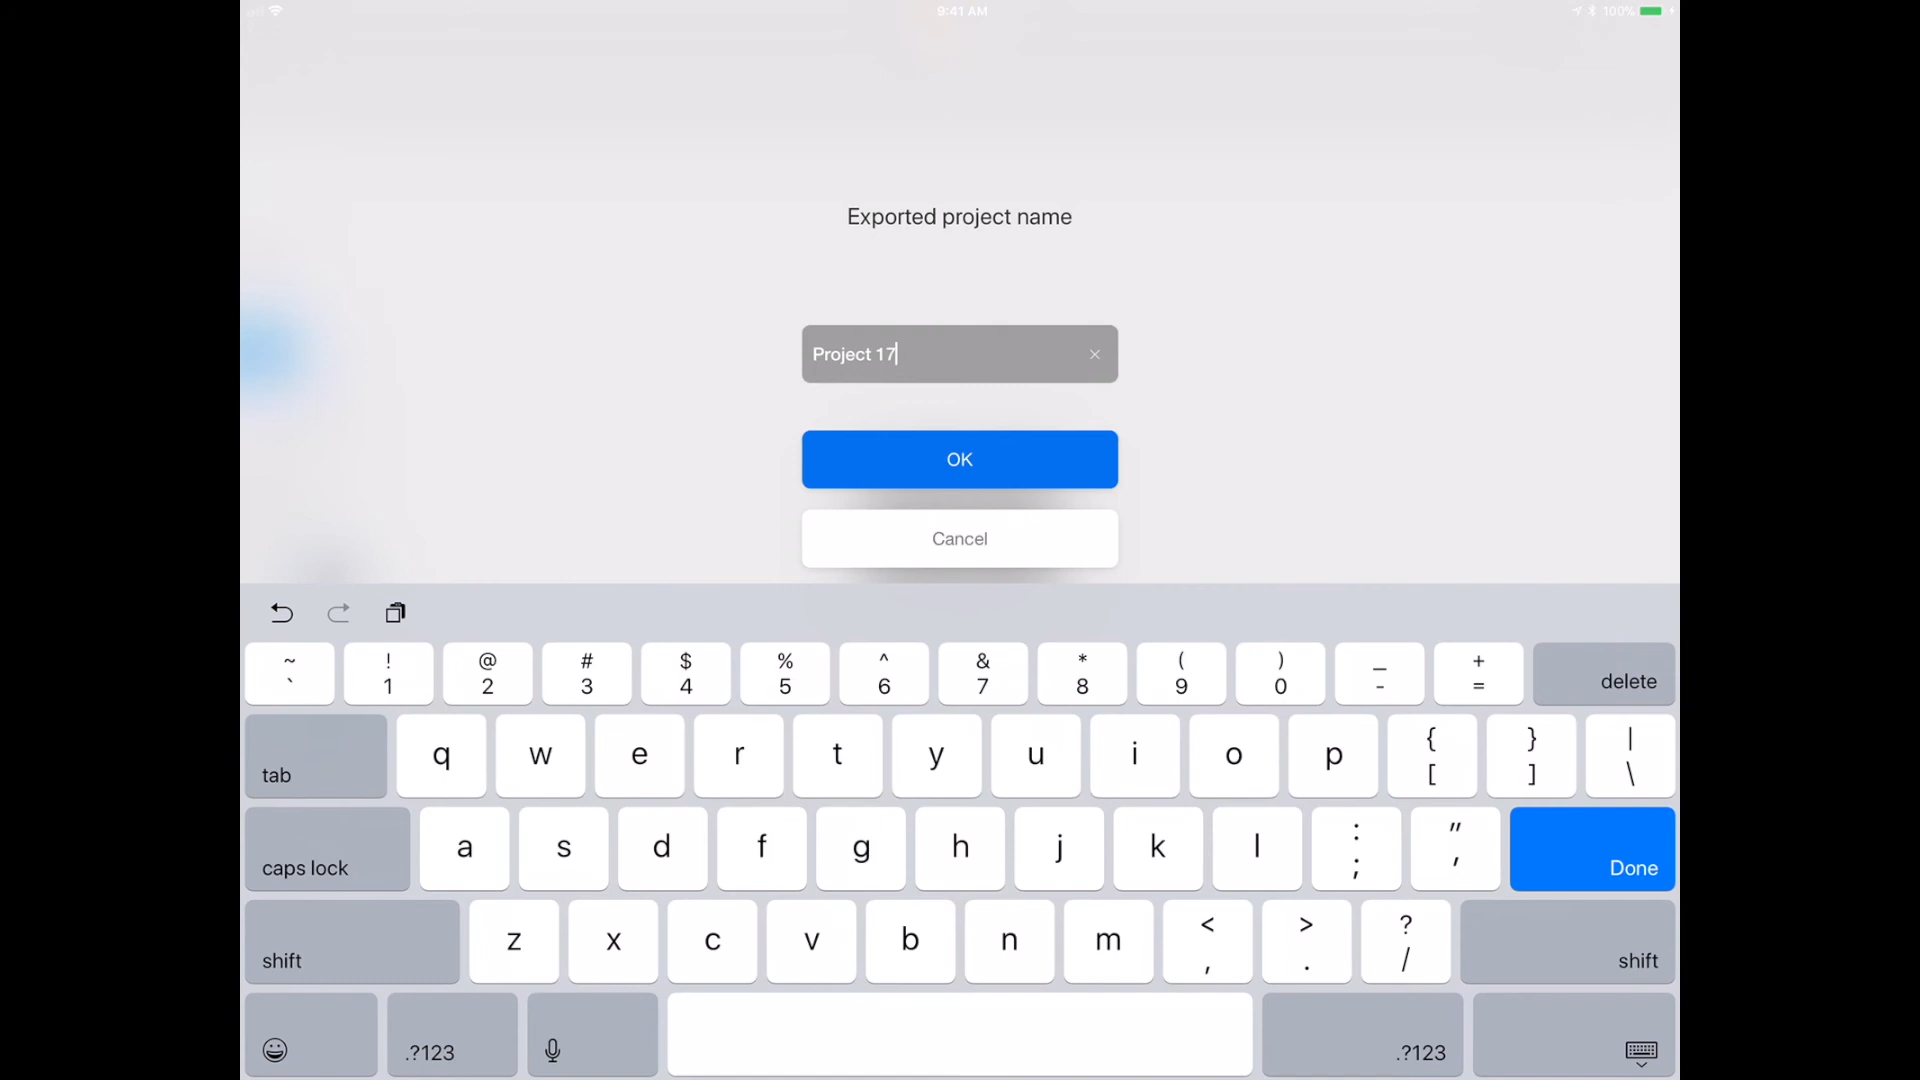 9:41 AM
100%
Exported project name
Project 17
OK
Cancel
~ ! @ # $ % ^ & * ( ) _ +
` 1 2 3 4 5 6 7 8 9 0 - = delete
tab q w e r t y u i o p { [ } ] | \
caps lock a s d f g h j k l : ; " ' Done
shift z x c v b n m < , > . ? / shift
.?123 .?123